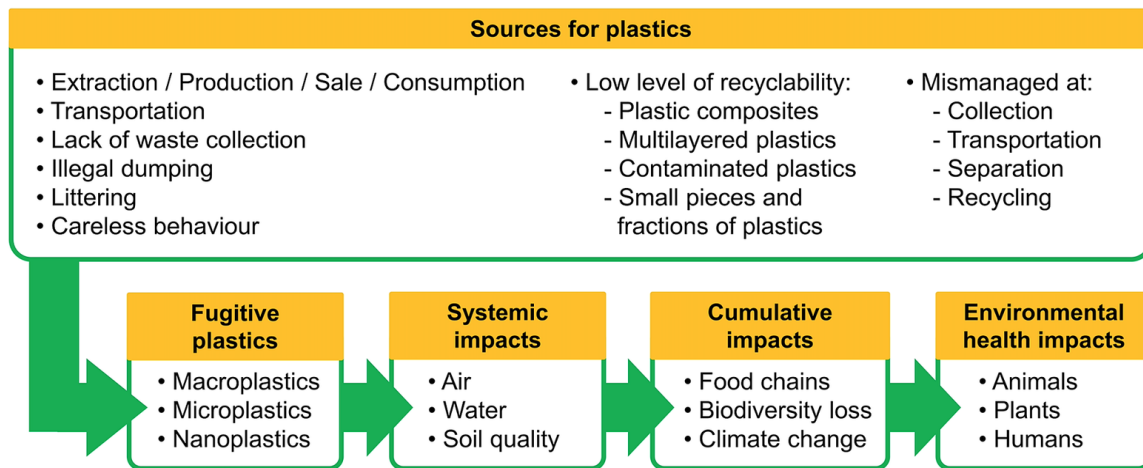 Sources for plastics
• Extraction / Production / Sale / Consumption
• Transportation
• Lack of waste collection
• Illegal dumping
• Littering
• Careless behaviour
• Low level of recyclability:
- Plastic composites
- Multilayered plastics
- Contaminated plastics
- Small pieces and
fractions of plastics
• Mismanaged at:
- Collection
- Transportation
- Separation
- Recycling
Fugitive
plastics
• Macroplastics
• Microplastics
• Nanoplastics
Systemic
impacts
• Air
• Water
• Soil quality
Cumulative
impacts
• Food chains
• Biodiversity loss
• Climate change
Environmental
health impacts
• Animals
• Plants
• Humans